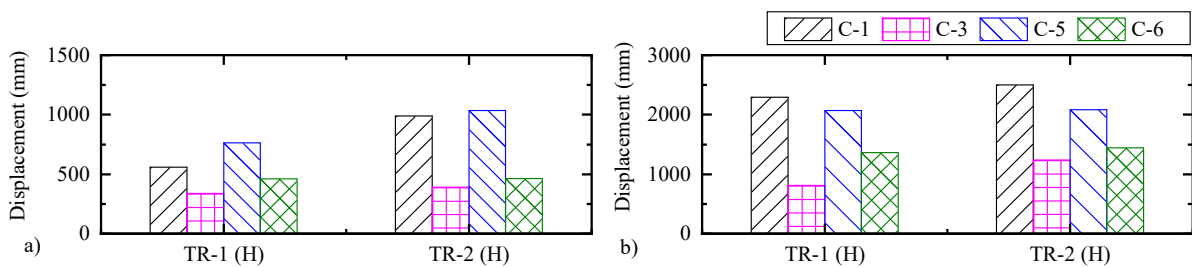 C-1 C-3 C-5 C-6
Displacement (mm)
1500
1000
500
0
TR-1 (H) TR-2 (H)
a)
Displacement (mm)
3000
2000
1000
0
TR-1 (H) TR-2 (H)
b)